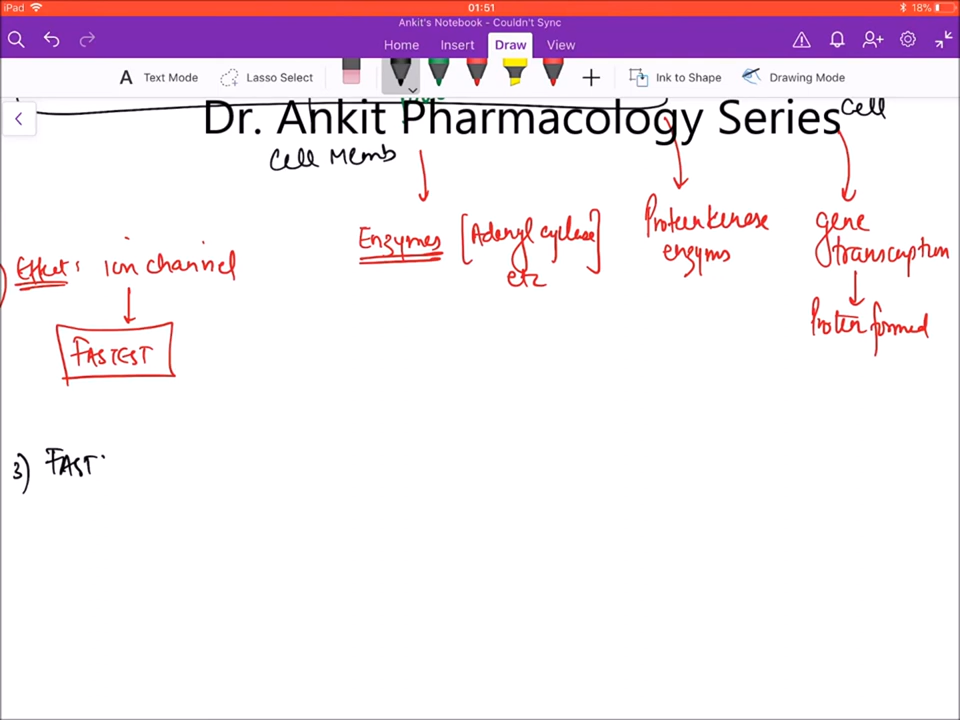 iPad 01:51 18%
Ankit's Notebook - Couldn't Sync
Home Insert Draw View
A Text Mode Lasso Select Ink to Shape Drawing Mode
Dr. Ankit Pharmacology Series
Cell
Cell Memb
Enzymes [Adenyl cyclase]
etc
Protein kenase
enzyms
gene
transcription
Protein formed
Effect: ion channel
FASTEST
3) FAST